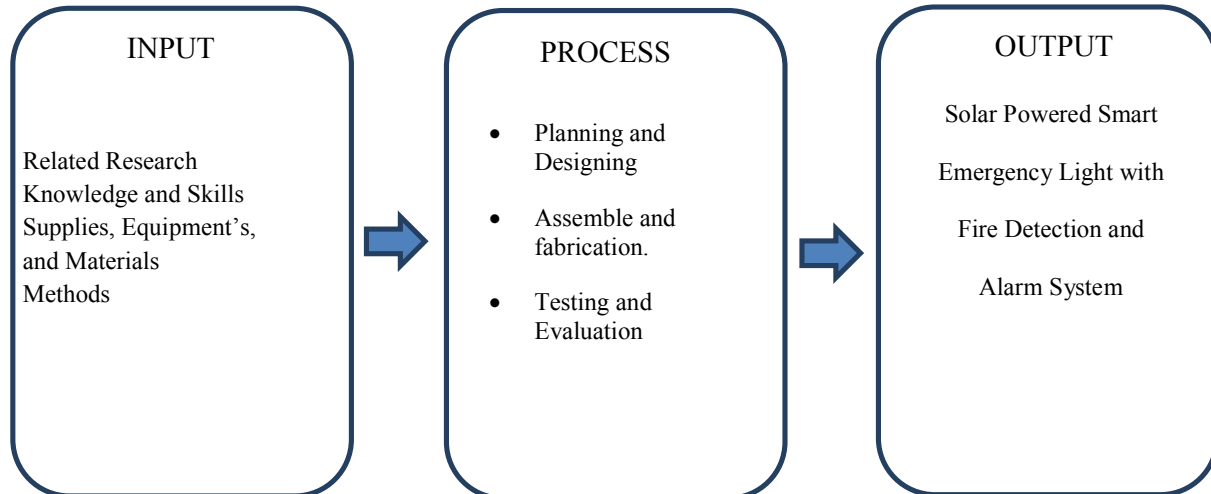 INPUT
Related Research
Knowledge and Skills
Supplies, Equipment’s,
and Materials
Methods
PROCESS
• Planning and
Designing
• Assemble and
fabrication.
• Testing and
Evaluation
OUTPUT
Solar Powered Smart
Emergency Light with
Fire Detection and
Alarm System